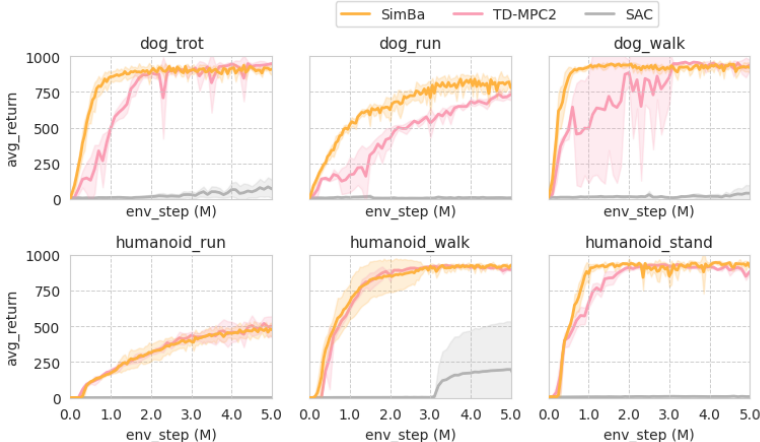 SimBa TD-MPC2 SAC
dog_trot dog_run dog_walk
avg_return
1000
750
500
250
0
env_step (M) env_step (M) env_step (M)
humanoid_run humanoid_walk humanoid_stand
avg_return
1000
750
500
250
0
0.0 1.0 2.0 3.0 4.0 5.0 0.0 1.0 2.0 3.0 4.0 5.0 0.0 1.0 2.0 3.0 4.0 5.0
env_step (M) env_step (M) env_step (M)